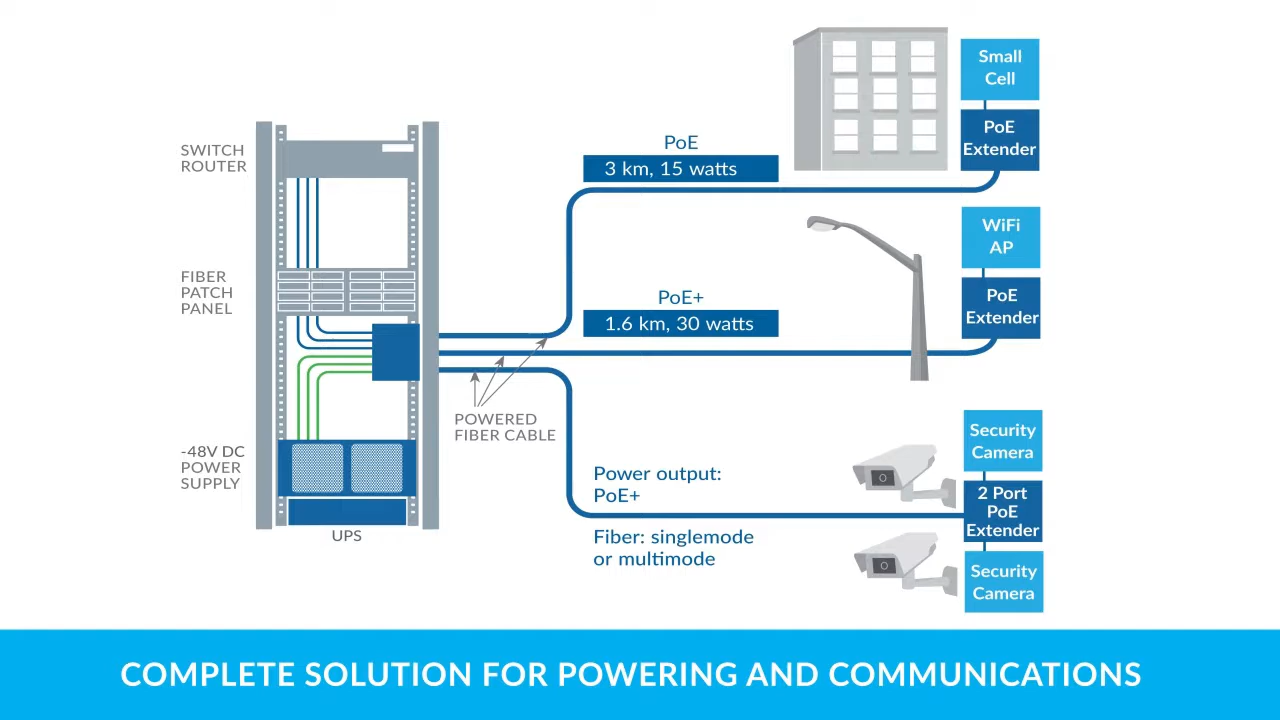 SWITCH
ROUTER
FIBER
PATCH
PANEL
-48V DC
POWER
SUPPLY
UPS
POWERED
FIBER CABLE
PoE
3 km, 15 watts
PoE+
1.6 km, 30 watts
Power output:
PoE+
Fiber: singlemode
or multimode
Small
Cell
PoE
Extender
WiFi
AP
PoE
Extender
Security
Camera
2 Port
PoE
Extender
Security
Camera
COMPLETE SOLUTION FOR POWERING AND COMMUNICATIONS